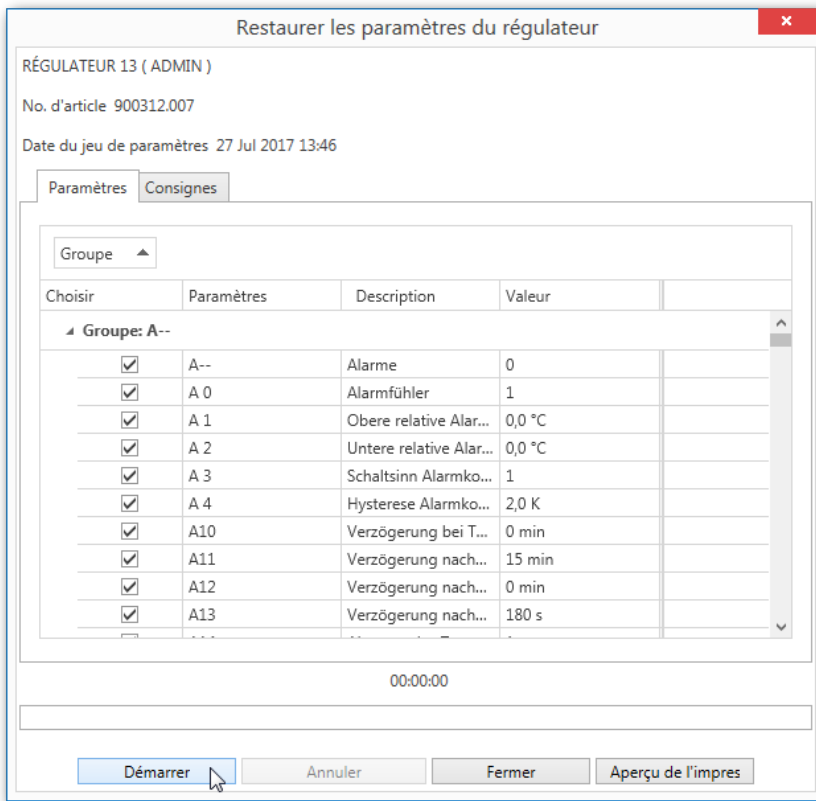 Restaurer les paramètres du régulateur
RÉGULATEUR 13 ( ADMIN )
No. d'article 900312.007
Date du jeu de paramètres 27 Jul 2017 13:46
Paramètres Consignes
Groupe
Choisir Paramètres Description Valeur
Groupe: A--
A-- Alarme 0
A 0 Alarmfühler 1
A 1 Obere relative Alar... 0,0 °C
A 2 Untere relative Alar... 0,0 °C
A 3 Schaltsinn Alarmko... 1
A 4 Hysterese Alarmko... 2,0 K
A10 Verzögerung bei T... 0 min
A11 Verzögerung nach... 15 min
A12 Verzögerung nach... 0 min
A13 Verzögerung nach... 180 s
00:00:00
Démarrer Annuler Fermer Aperçu de l'impres